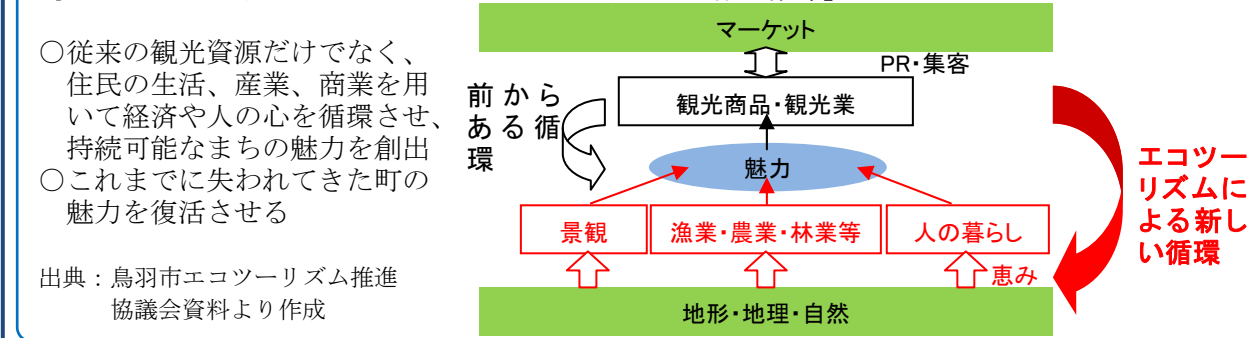 ○従来の観光資源だけでなく、
住民の生活、産業、商業を用
いて経済や人の心を循環させ、
持続可能なまちの魅力を創出
○これまでに失われてきた町の
魅力を復活させる
出典：鳥羽市エコツーリズム推進
協議会資料より作成
マーケット
PR・集客
観光商品・観光業
前から
ある循
環
魅力
景観
漁業・農業・林業等
人の暮らし
恵み
地形・地理・自然
エコツー
リズムに
よる新し
い循環